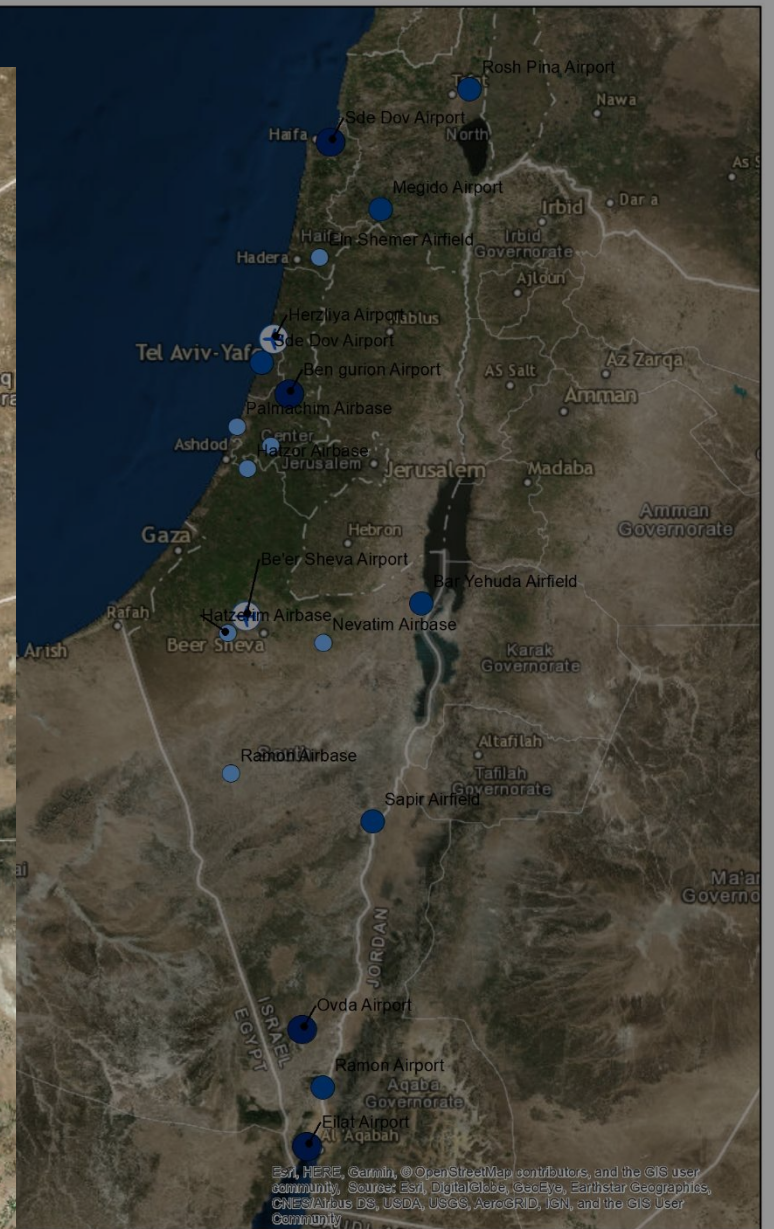 Rosh Pina Airport
Nawa
Sde Dov Airport
Haifa
North
As S
Megido Airport
Dar a
Irbid
Ein Shemer Airfield
Irbid
Governorate
Hadera
Ajloun
Herzliya Airport
Nablus
Sde Dov Airport
Tel Aviv-Yafo
Az Zarqa
Ben gurion Airport
AS Salt
Amman
Palmachim Airbase
Center
Ashdod
Hatzor Airbase
Jerusalem
Jerusalem
Madaba
Amman
Governorate
Gaza
Hebron
Be'er Sheva Airport
Bar Yehuda Airfield
Rafah
Hatzerim Airbase
Nevatim Airbase
Beer Sheva
Arish
Karak
Governorate
Ramon Airbase
Altafilah
Tafilah
Governorate
Sapir Airfield
Ma'an
Governo
JORDAN
Ovda Airport
ISRAEL
EGYPT
Ramon Airport
Aqaba
Governorate
Eilat Airport
Al Aqabah
Esri, HERE, Garmin, © OpenStreetMap contributors, and the GIS user
community, Source: Esri, DigitalGlobe, GeoEye, Earthstar Geographics,
CNES/Airbus DS, USDA, USGS, AeroGRID, IGN, and the GIS User
Community